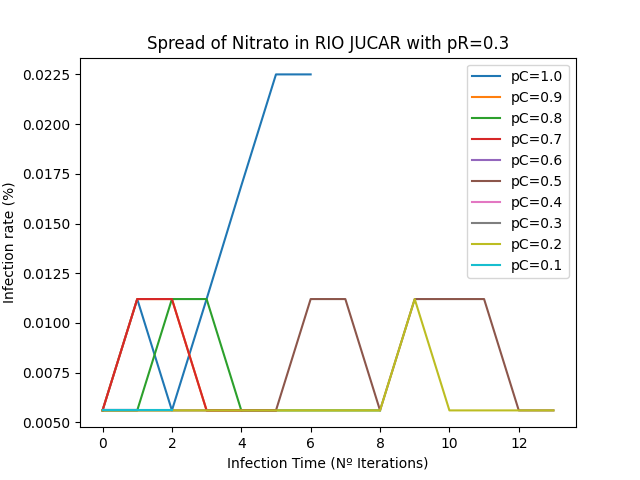 Spread of Nitrato in RIO JUCAR with pR=0.3
Infection rate (%)
0.0225
0.0200
0.0175
0.0150
0.0125
0.0100
0.0075
0.0050
pC=1.0
pC=0.9
pC=0.8
pC=0.7
pC=0.6
pC=0.5
pC=0.4
pC=0.3
pC=0.2
pC=0.1
0 2 4 6 8 10 12
Infection Time (Nº Iterations)